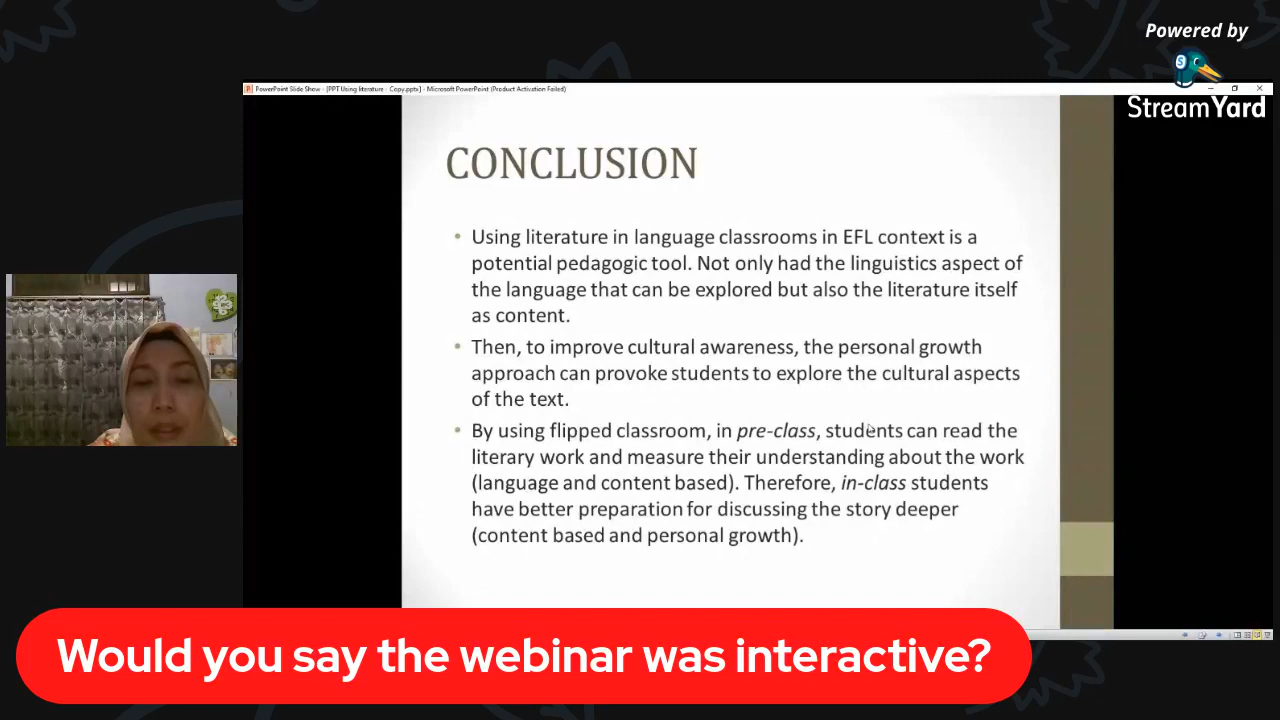 Powered by
StreamYard
PowerPoint Slide Show - [PPT Using literature - Copy.pptx] - Microsoft PowerPoint (Product Activation Failed)
CONCLUSION
• Using literature in language classrooms in EFL context is a
potential pedagogic tool. Not only had the linguistics aspect of
the language that can be explored but also the literature itself
as content.
• Then, to improve cultural awareness, the personal growth
approach can provoke students to explore the cultural aspects
of the text.
• By using flipped classroom, in pre-class, students can read the
literary work and measure their understanding about the work
(language and content based). Therefore, in-class students
have better preparation for discussing the story deeper
(content based and personal growth).
Would you say the webinar was interactive?